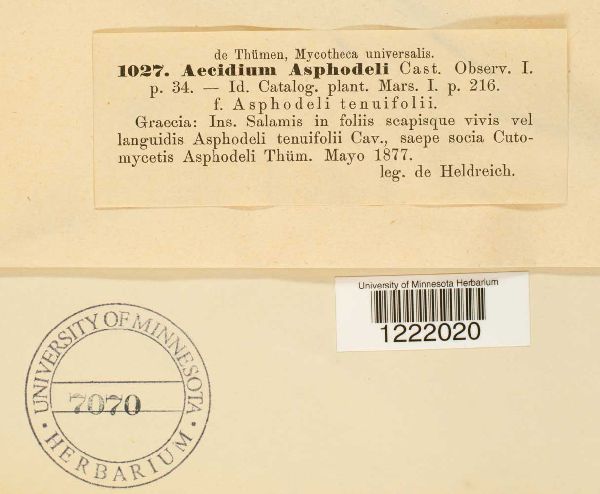 de Thümen, Mycotheca universalis.
1027. Aecidium Asphodeli Cast. Observ. I.
p. 34. — Id. Catalog. plant. Mars. I. p. 216.
f. Asphodeli tenuifolii.
Graecia: Ins. Salamis in foliis scapisque vivis vel
languidis Asphodeli tenuifolii Cav., saepe socia Cuto-
mycetis Asphodeli Thüm. Mayo 1877.
leg. de Heldreich.
University of Minnesota Herbarium
1222020
UNIVERSITY OF MINNESOTA
7070
• HERBARIUM •